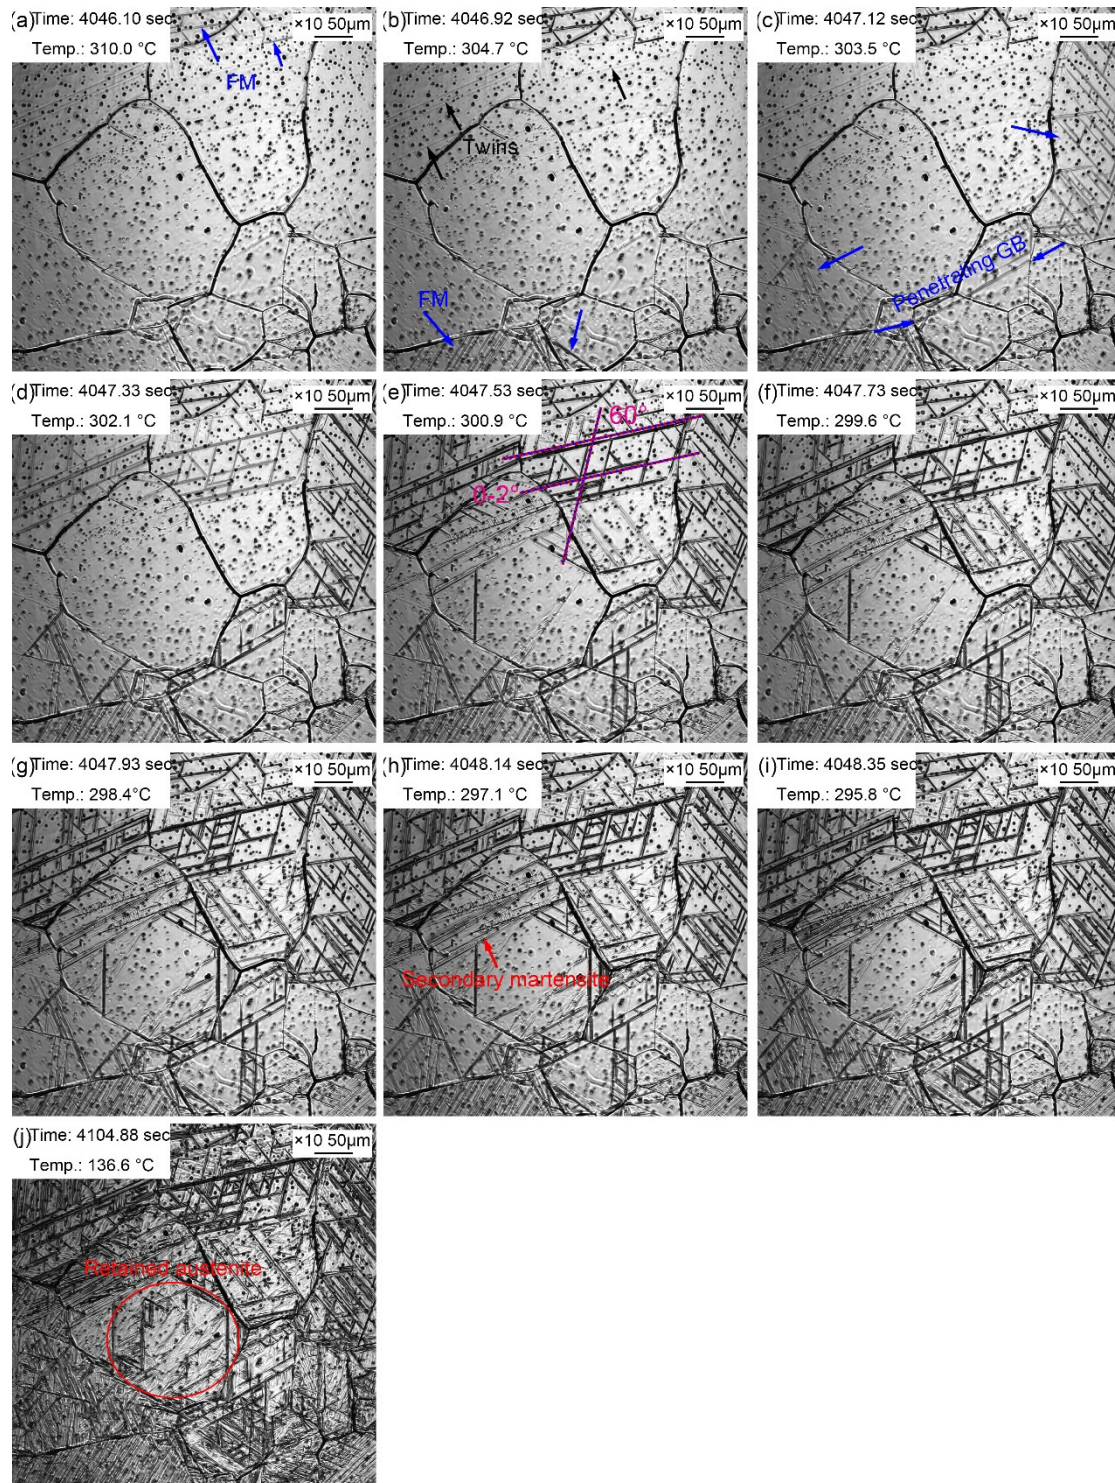 (a) Time: 4046.10 sec
Temp.: 310.0 °C
×10 50μm
FM
(b) Time: 4046.92 sec
Temp.: 304.7 °C
×10 50μm
Twins
FM
(c) Time: 4047.12 sec
Temp.: 303.5 °C
×10 50μm
Penetrating GB
(d) Time: 4047.33 sec
Temp.: 302.1 °C
×10 50μm
(e) Time: 4047.53 sec
Temp.: 300.9 °C
×10 50μm
60°
0-2°
(f) Time: 4047.73 sec
Temp.: 299.6 °C
×10 50μm
(g) Time: 4047.93 sec
Temp.: 298.4°C
×10 50μm
(h) Time: 4048.14 sec
Temp.: 297.1 °C
×10 50μm
Secondary martensite
(i) Time: 4048.35 sec
Temp.: 295.8 °C
×10 50μm
(j) Time: 4104.88 sec
Temp.: 136.6 °C
×10 50μm
Retained austenite